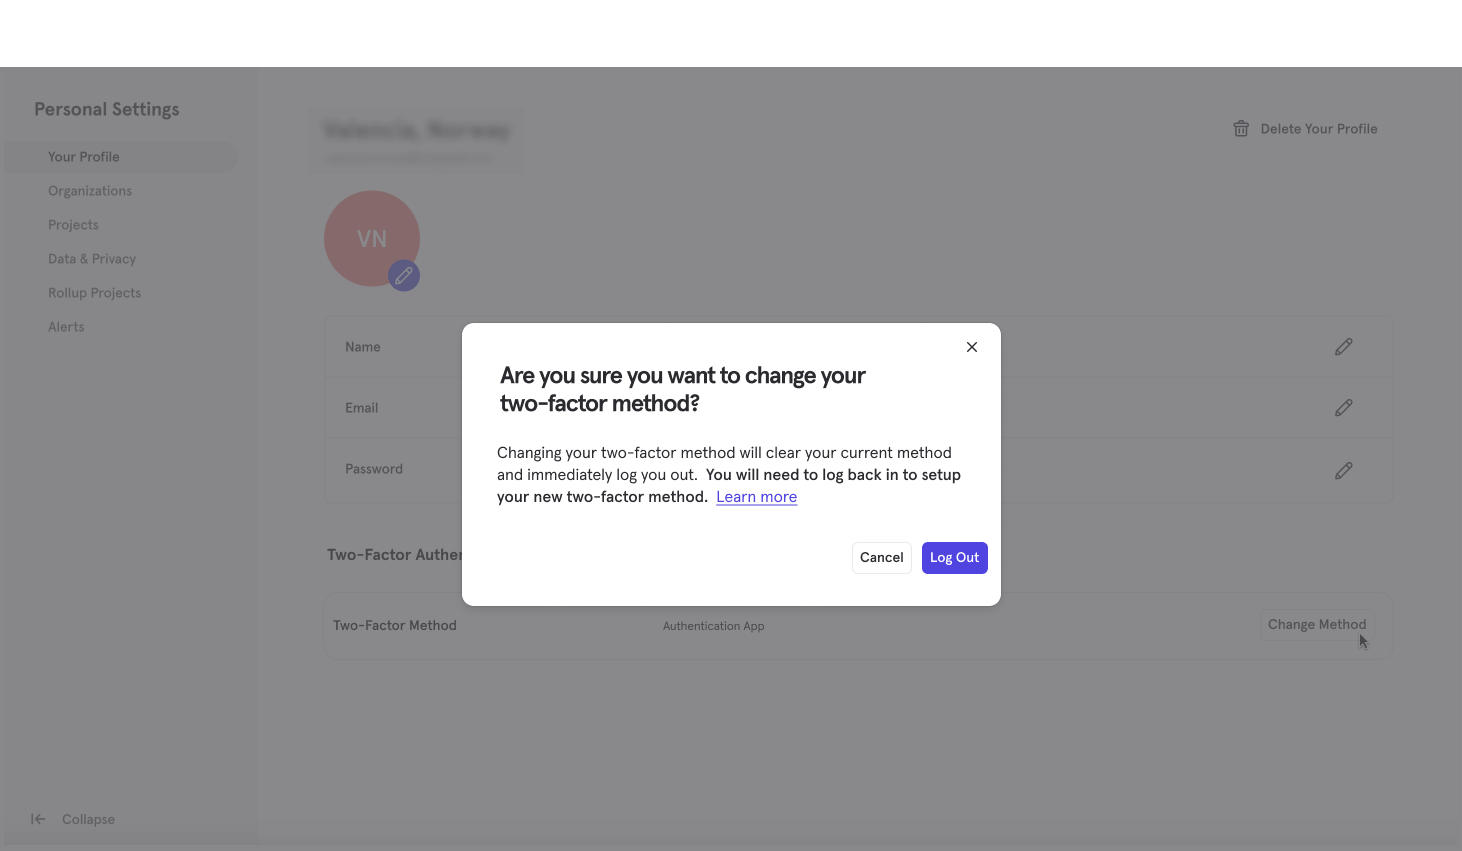 Personal Settings
Your Profile
Organizations
Projects
Data & Privacy
Rollup Projects
Alerts
Collapse
Valencia, Norway
Delete Your Profile
VN
Name
Email
Password
Are you sure you want to change your
two-factor method?
Changing your two-factor method will clear your current method
and immediately log you out. You will need to log back in to setup
your new two-factor method. Learn more
Cancel
Log Out
Two-Factor Authen
Two-Factor Method
Authentication App
Change Method